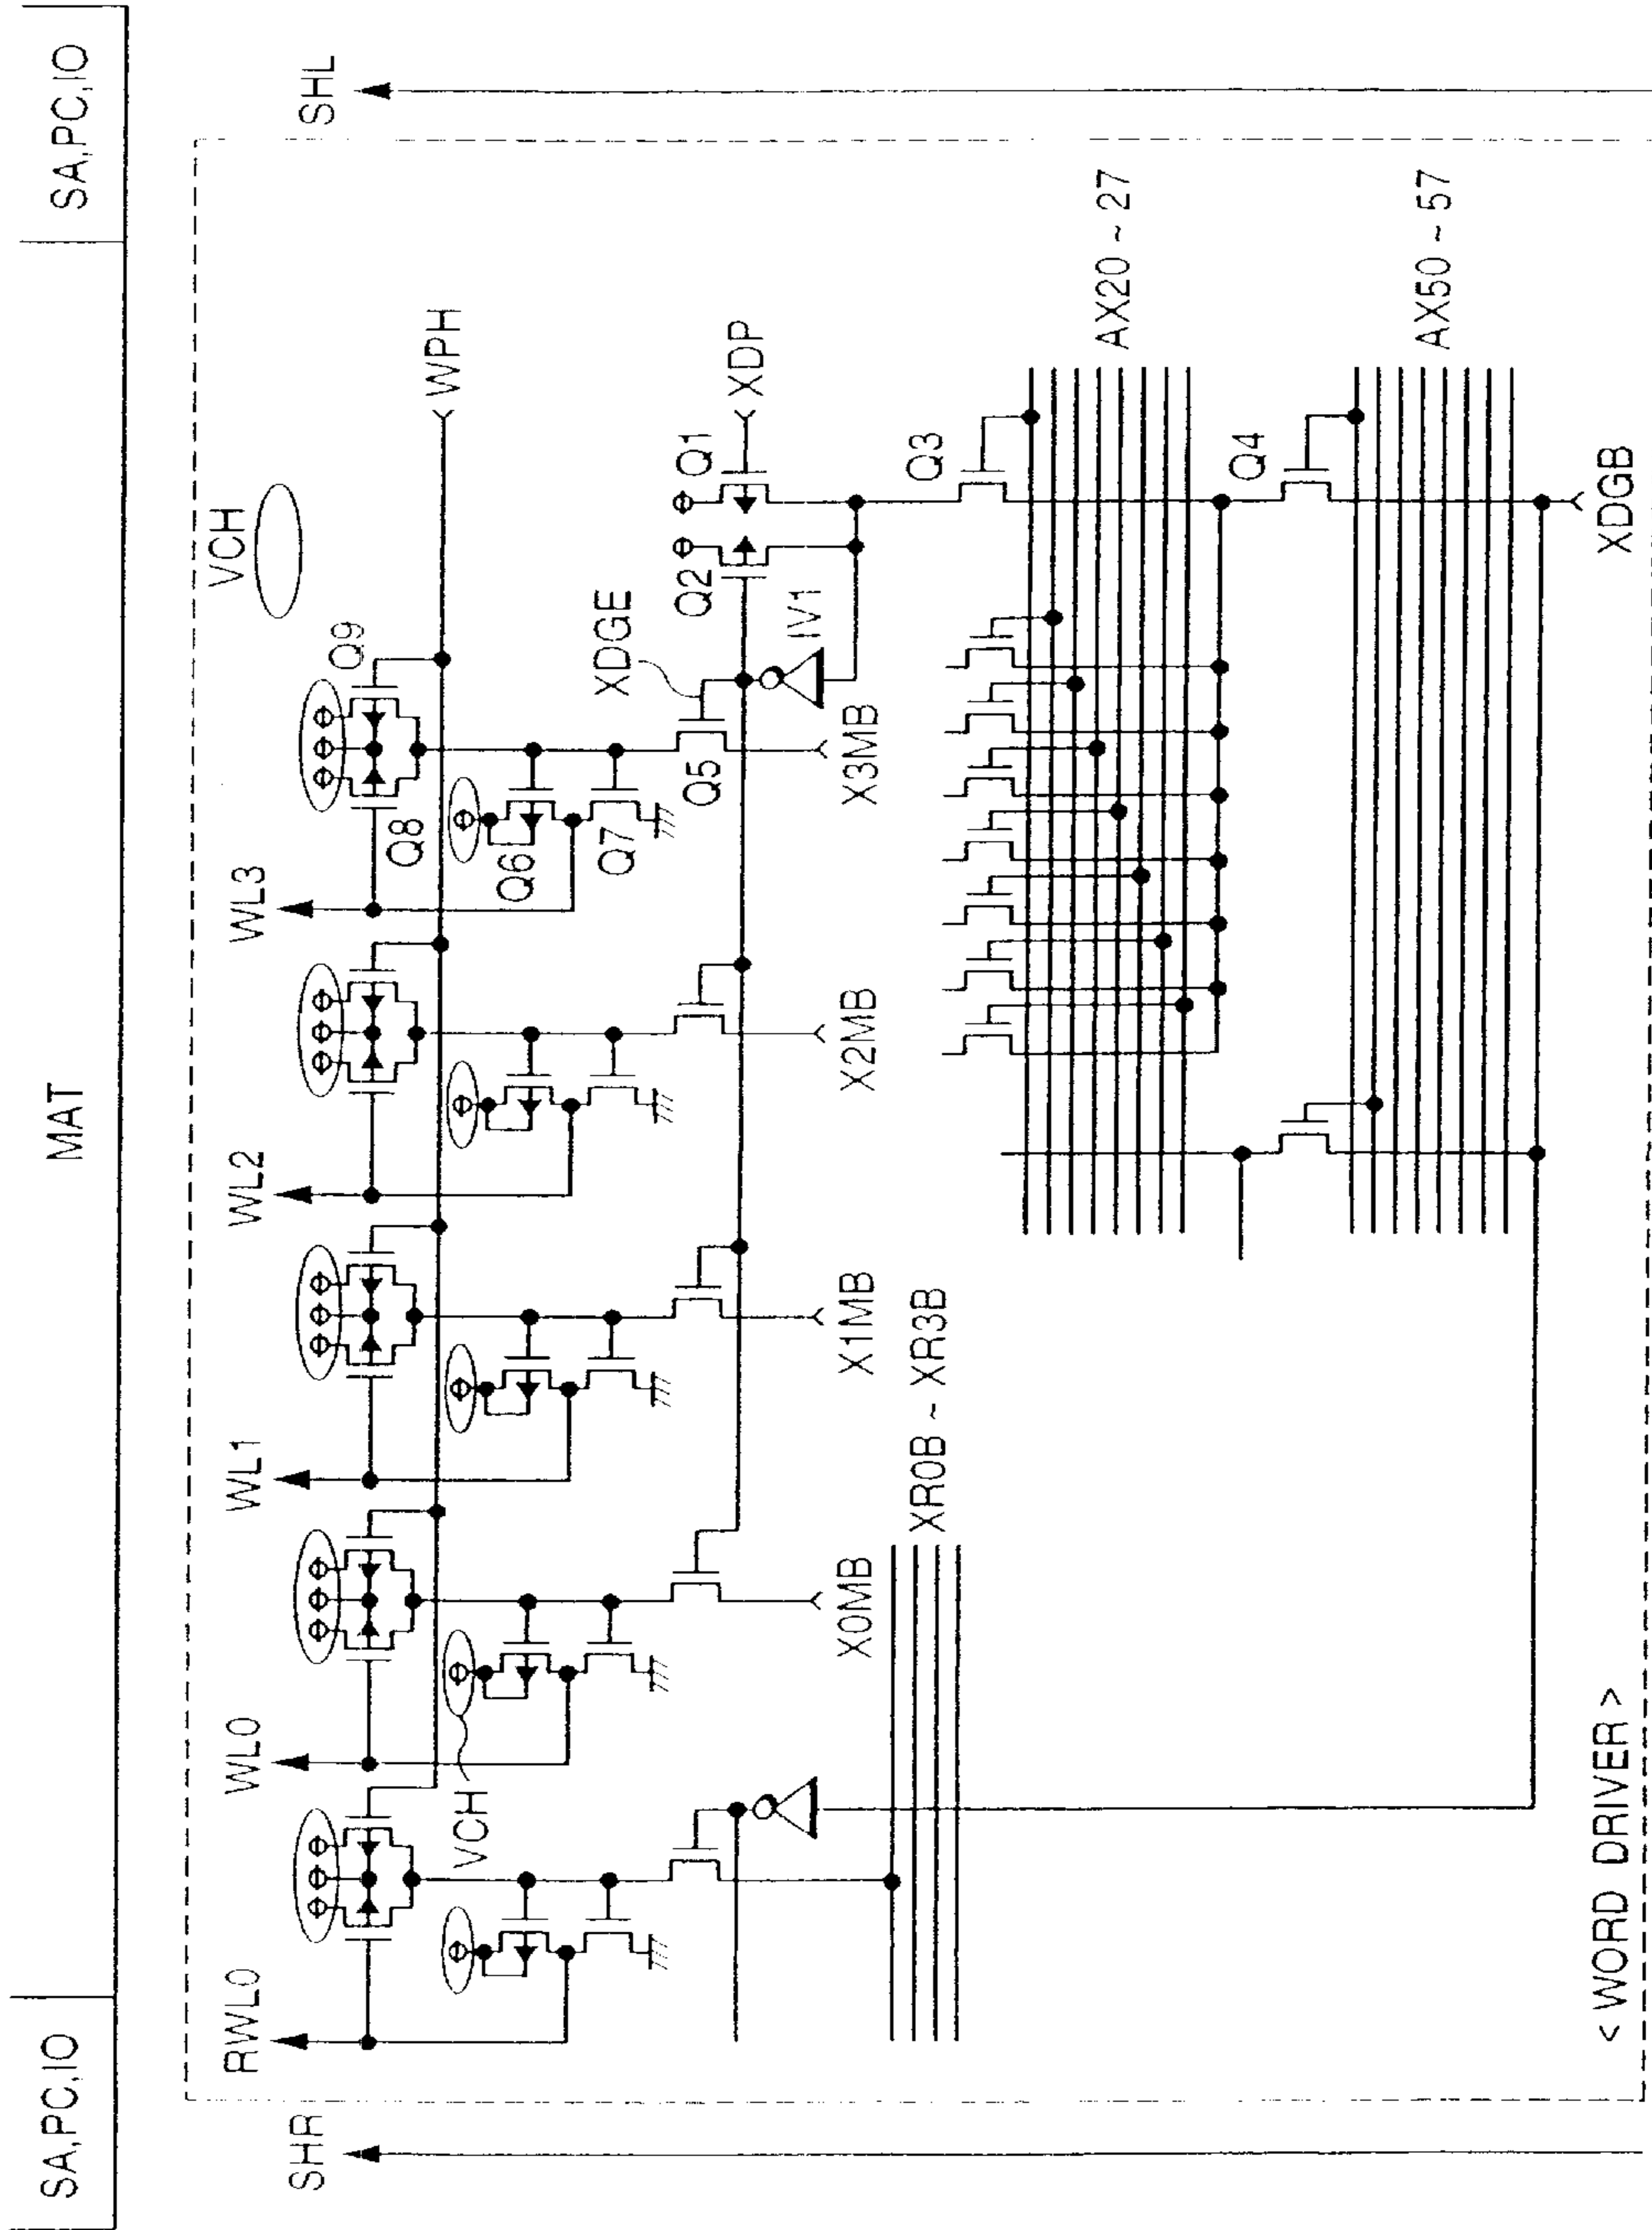 SA,PC,IO
MAT
SA,PC,IO
SHR
SHL
RWL0
WL0
WL1
WL2
WL3
VCH
Q9
Q8
WPH
VCH
Q6
Q7
XDGE
Q5
Q2
Q1
XDP
IV1
X0MB
X1MB
X2MB
X3MB
XR0B ~ XR3B
Q3
AX20 ~ 27
Q4
AX50 ~ 57
XDGB
< WORD DRIVER >